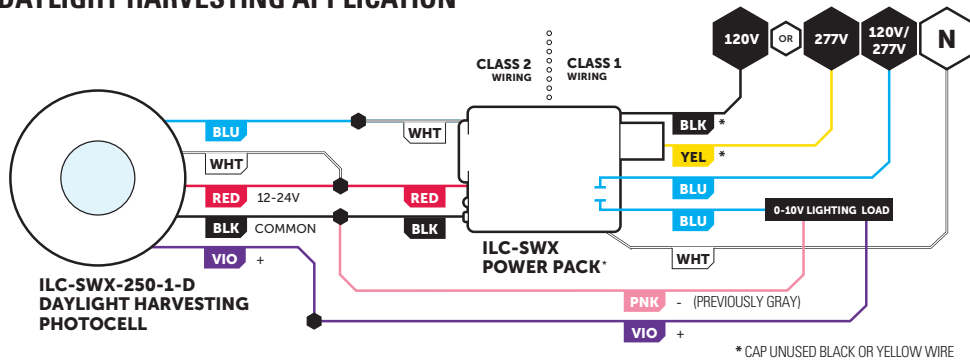 DAYLIGHT HARVESTING APPLICATION
120V
OR
277V
120V/
277V
N
CLASS 2
WIRING
CLASS 1
WIRING
BLU
WHT
BLK *
WHT
YEL *
RED 12-24V
RED
BLU
BLK COMMON
BLK
BLU
0-10V LIGHTING LOAD
VIO +
ILC-SWX
POWER PACK*
WHT
ILC-SWX-250-1-D
DAYLIGHT HARVESTING
PHOTOCELL
PNK - (PREVIOUSLY GRAY)
VIO +
* CAP UNUSED BLACK OR YELLOW WIRE